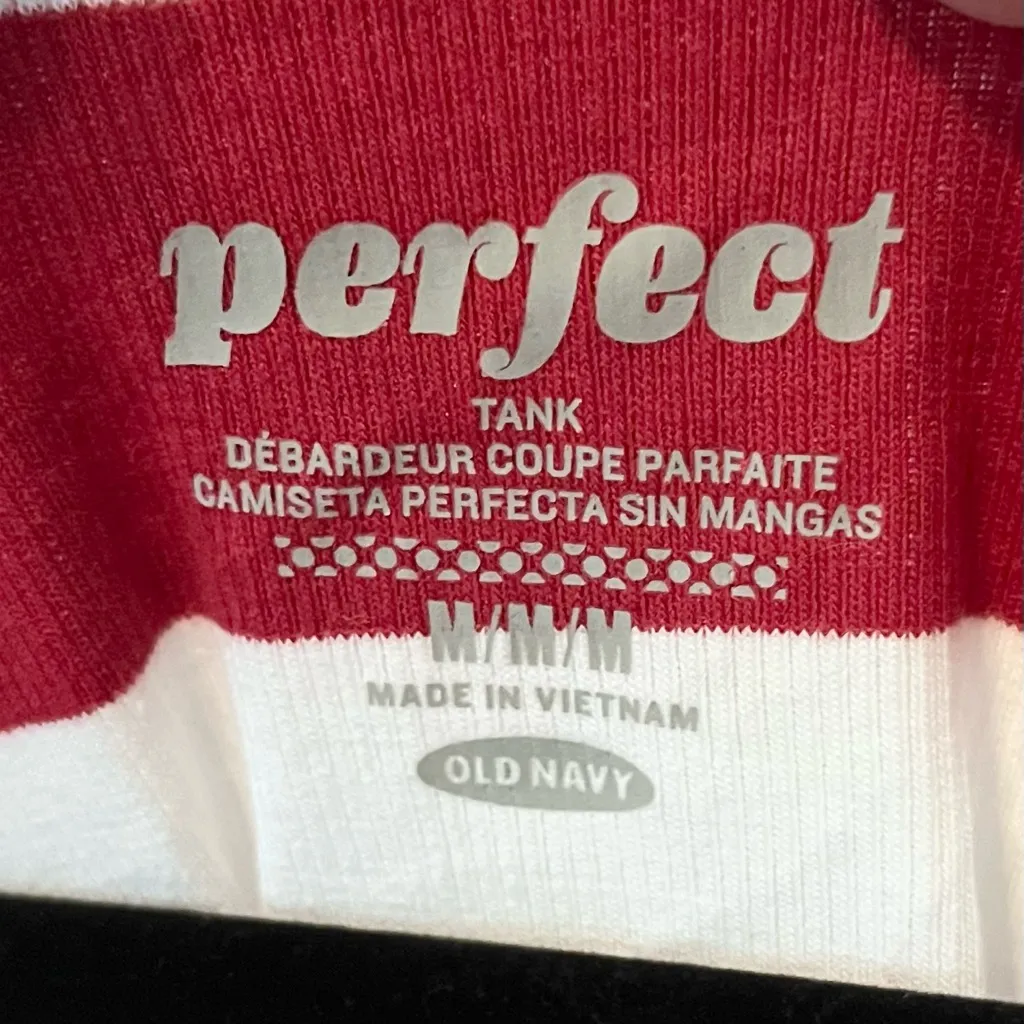 perfect
TANK
DÉBARDEUR COUPE PARFAITE
CAMISETA PERFECTA SIN MANGAS
M/M/M
MADE IN VIETNAM
OLD NAVY